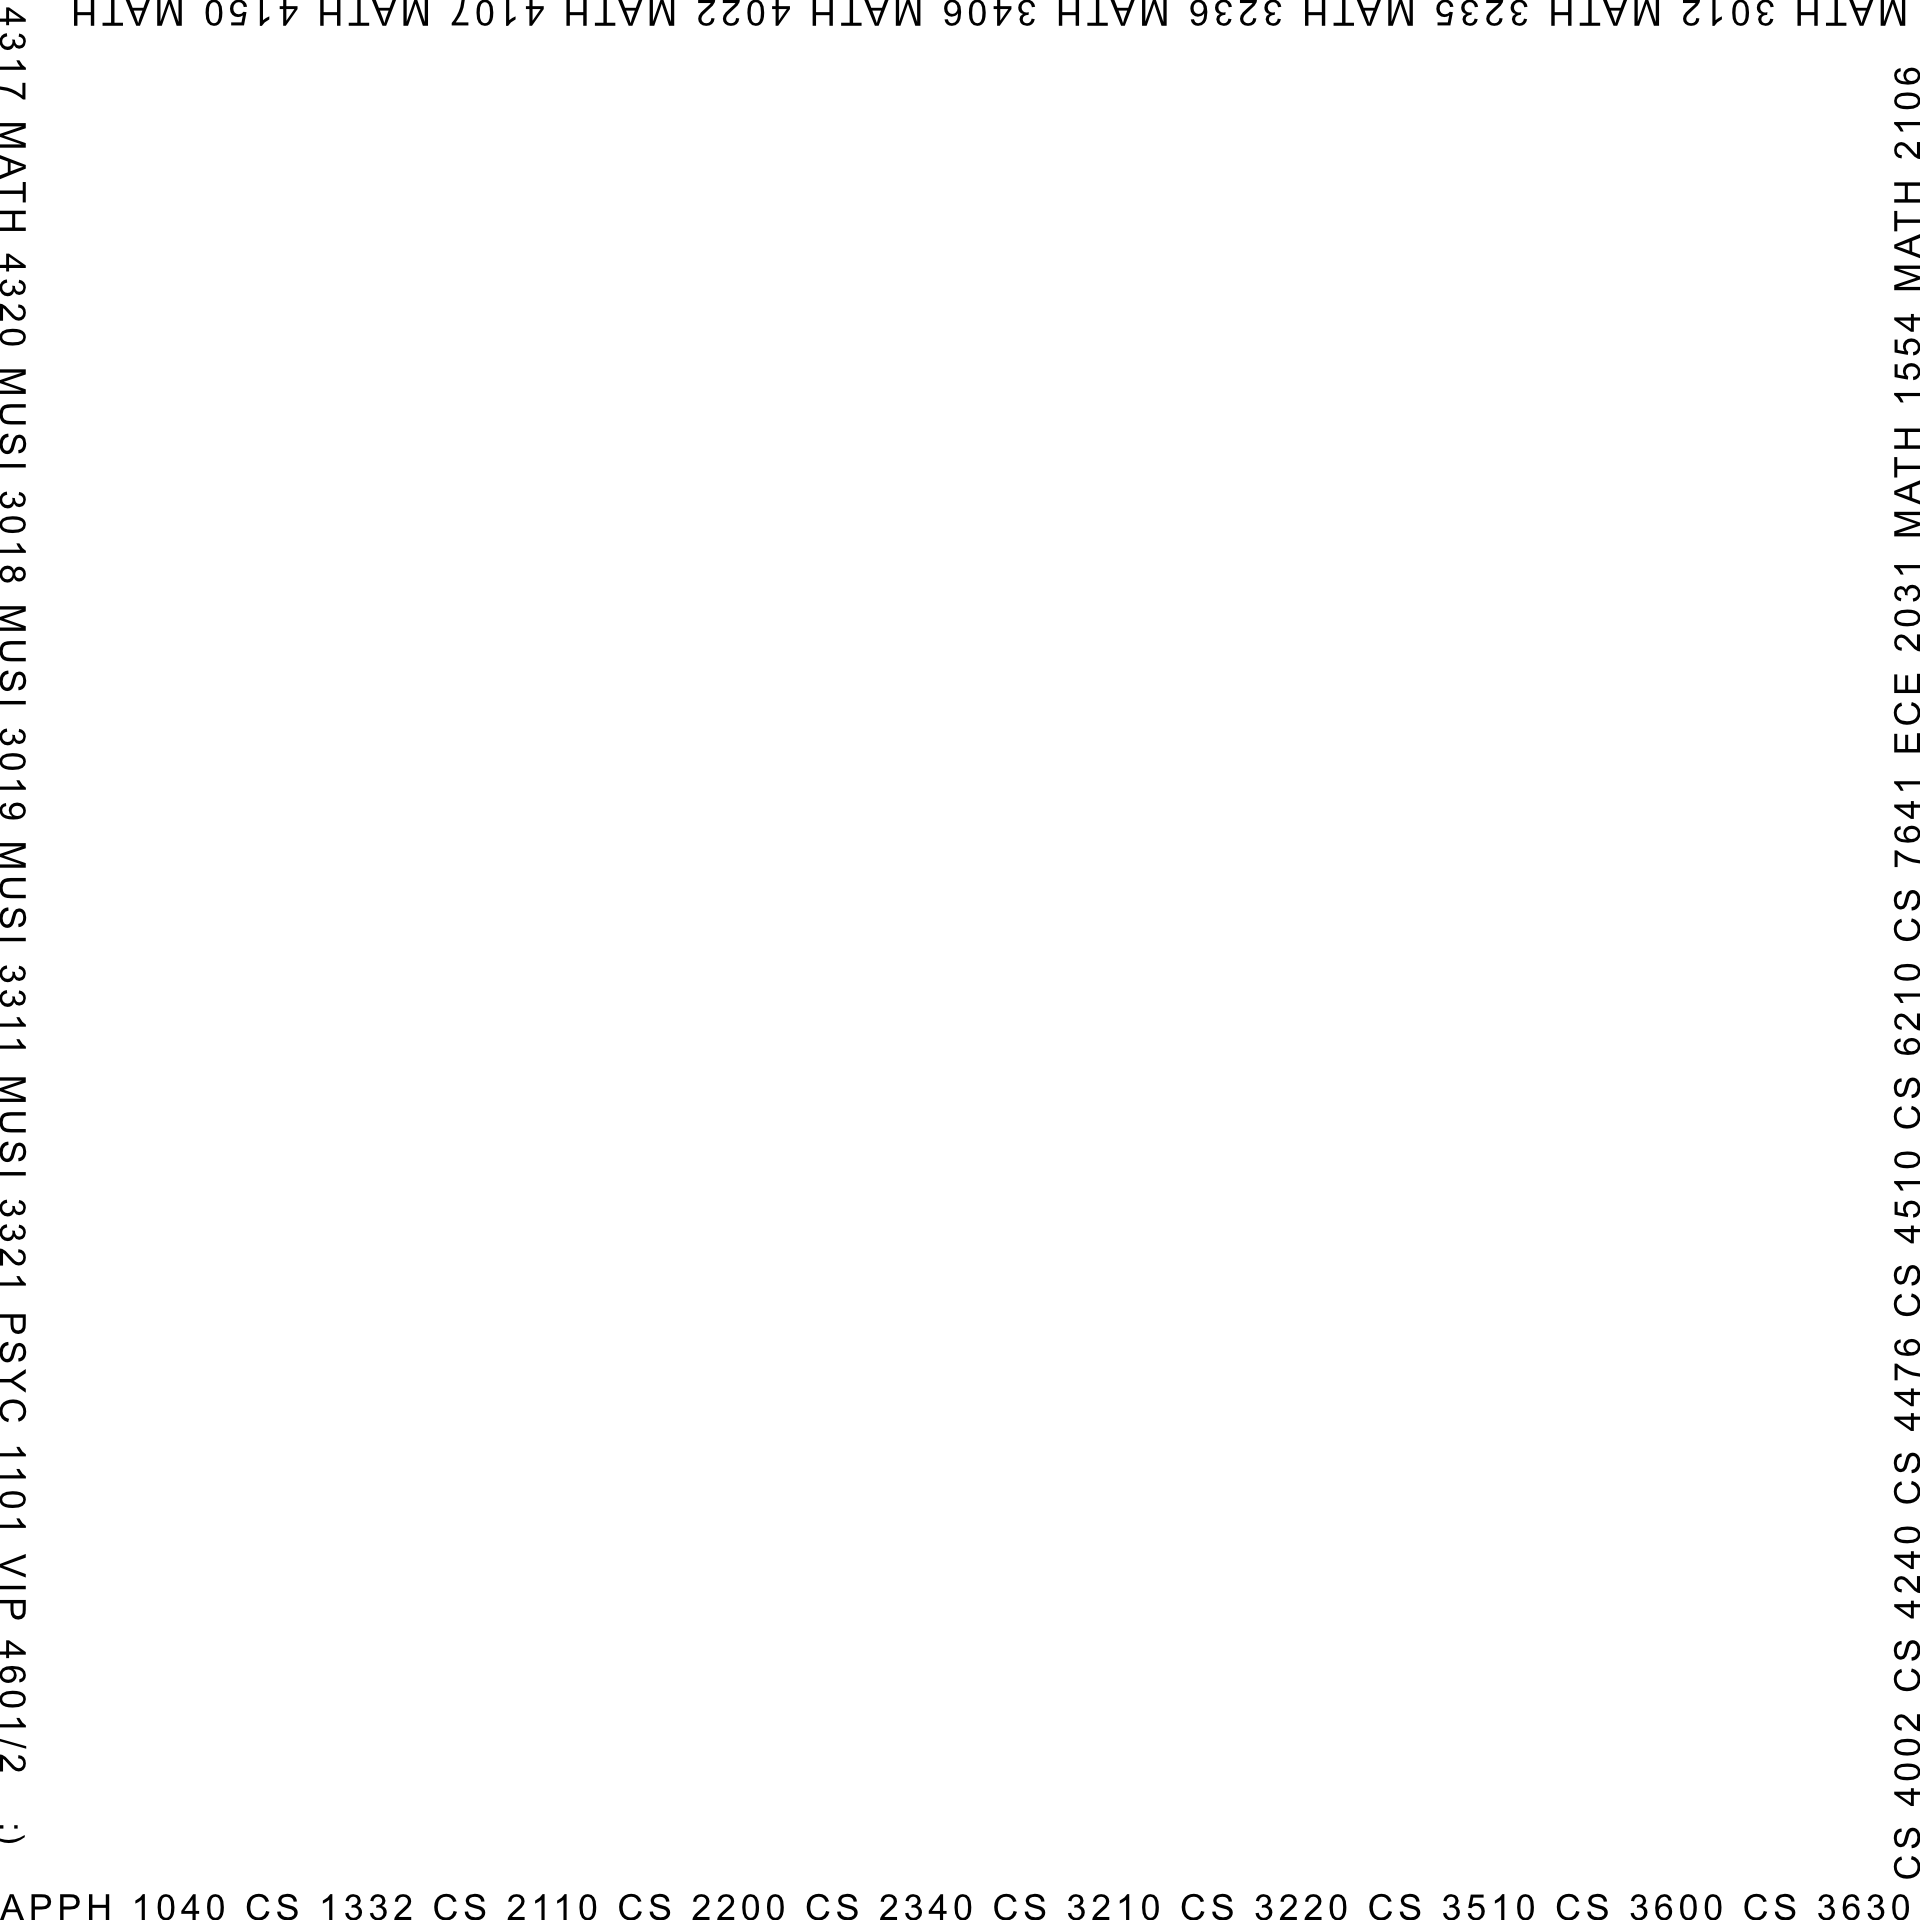 APPH 1040 CS 1332 CS 2110 CS 2200 CS 2340 CS 3210 CS 3220 CS 3510 CS 3600 CS 3630
CS 4002 CS 4240 CS 4476 CS 4510 CS 6210 CS 7641 ECE 2031 MATH 1554 MATH 2106
MATH 3012 MATH 3235 MATH 3236 MATH 3406 MATH 4022 MATH 4107 MATH 4150 MATH
4317 MATH 4320 MUSI 3018 MUSI 3019 MUSI 3311 MUSI 3321 PSYC 1101 VIP 4601/2 :)